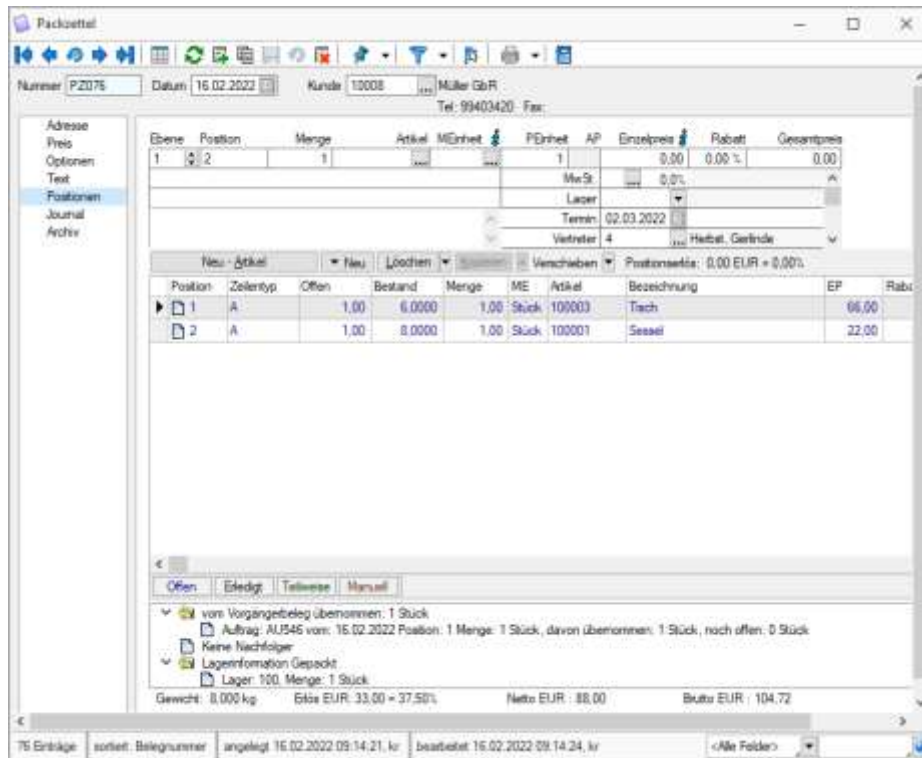 Packzettel
Nummer PZ076 Datum 16.02.2022 Kunde 10008 ... Müller GbR
Tel: 99403420 Fax:
Adresse
Preis
Optionen
Text
Positionen
Journal
Archiv
Ebene Position Menge Artikel MEinheit PEinheit AP Einzelpreis Rabatt Gesamtpreis
1 2 1 ... ... 1 0,00 0,00 % 0,00
MwSt ... 0,0%
Lager
Termin 02.03.2022
Vertreter 4 ... Herbst, Gerlinde
Neu - Artikel Neu Löschen Verschieben Positionserlös: 0,00 EUR = 0,00%
Position Zeilentyp Offen Bestand Menge ME Artikel Bezeichnung EP Raba
1 A 1,00 6,0000 1,00 Stück 100003 Tisch 66,00
2 A 1,00 8,0000 1,00 Stück 100001 Sessel 22,00
Offen Erledigt Teilweise Manuell
vom Vorgängerbeleg übernommen: 1 Stück
Auftrag: AU546 vom: 16.02.2022 Position: 1 Menge: 1 Stück, davon übernommen: 1 Stück, noch offen: 0 Stück
Keine Nachfolger
Lagerinformation Gepackt
Lager: 100, Menge: 1 Stück
Gewicht: 8,000 kg Erlös EUR: 33,00 = 37,50% Netto EUR : 88,00 Brutto EUR : 104,72
76 Einträge sortiert: Belegnummer angelegt 16.02.2022 09:14:21, kr bearbeitet 16.02.2022 09:14:24, kr <Alle Felder>